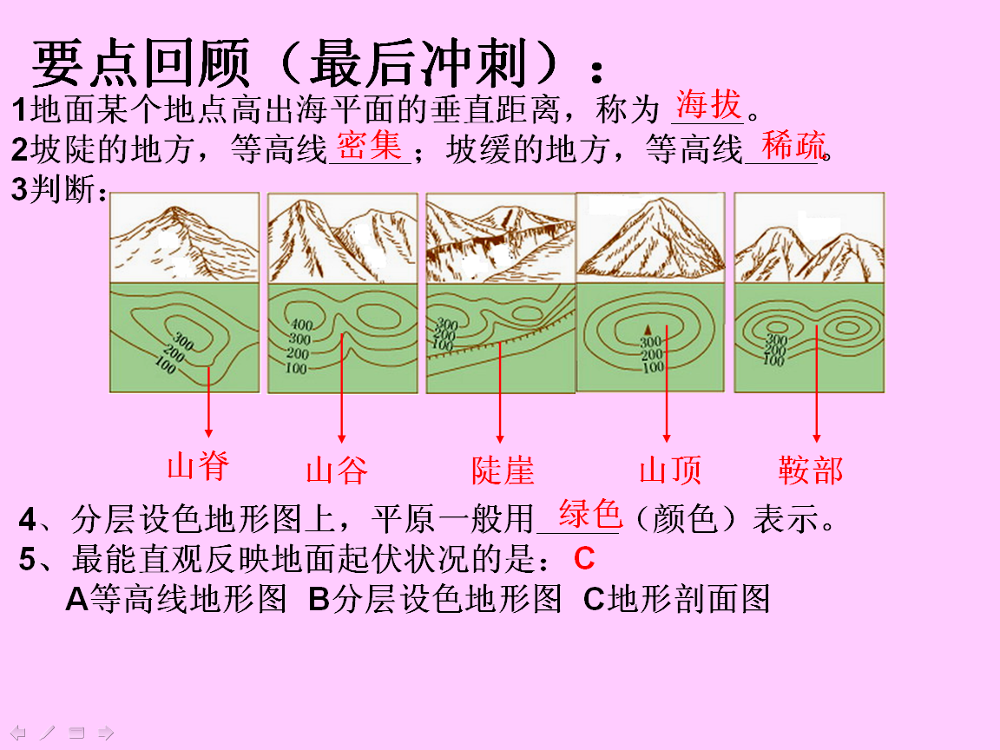 要点回顾（最后冲刺）：
1地面某个地点高出海平面的垂直距离，称为 海拔。
2坡陡的地方，等高线 密集；坡缓的地方，等高线 稀疏。
3判断：
300 200 100
400 300 200 100
300 200 100
300 200 100
300 200 100
山脊 山谷 陡崖 山顶 鞍部
4、分层设色地形图上，平原一般用 绿色（颜色）表示。
5、最能直观反映地面起伏状况的是：C
A等高线地形图 B分层设色地形图 C地形剖面图